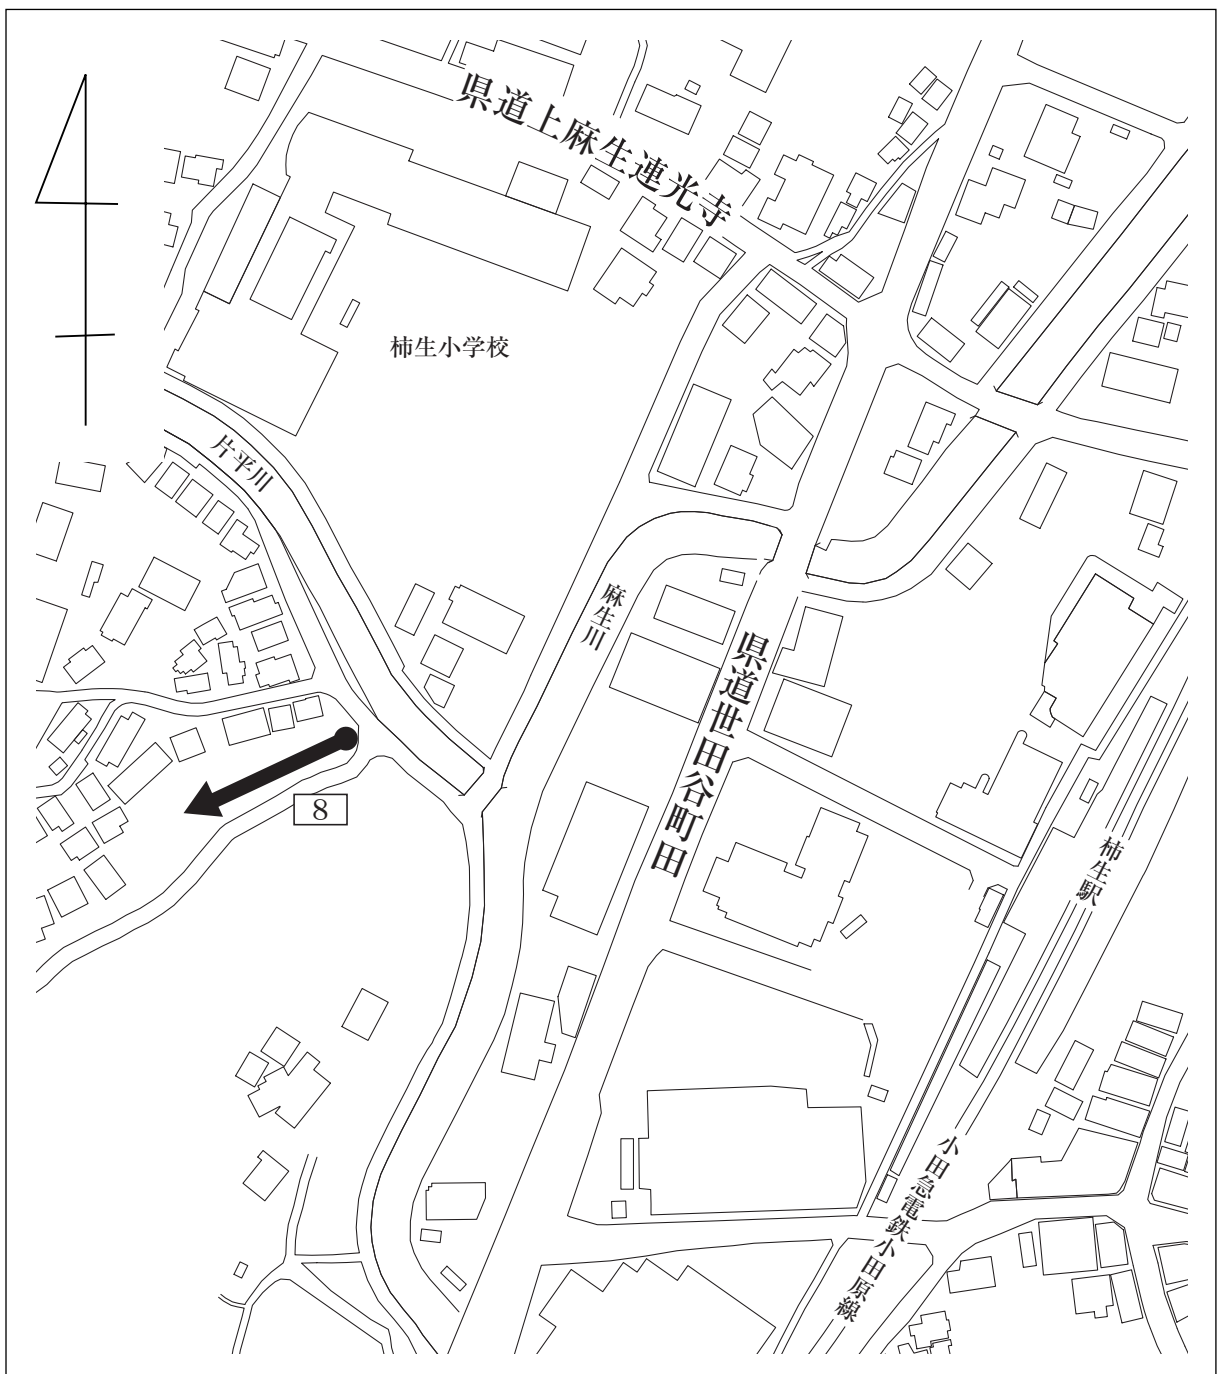 県道上麻生連光寺
柿生小学校
片平川
麻生川
県道世田谷町田
8
柿生駅
小田急電鉄小田原線